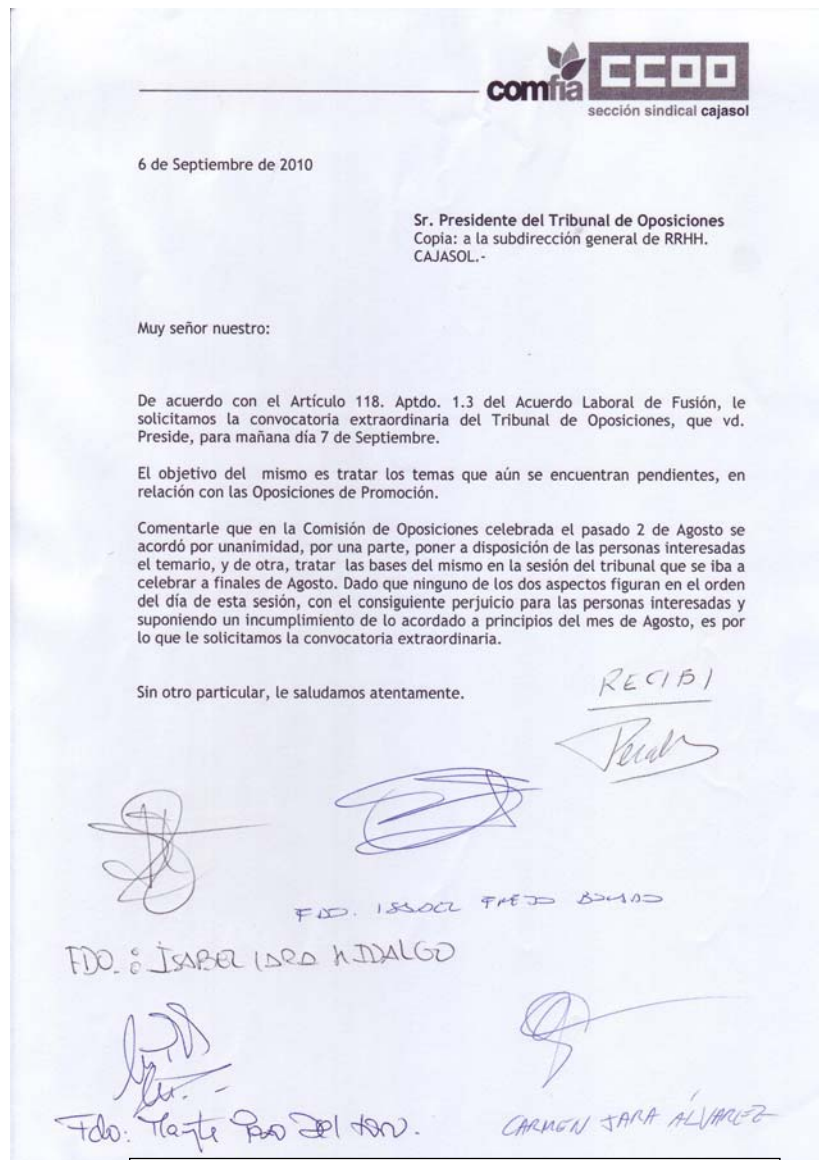 comfia CCOO
sección sindical cajasol
6 de Septiembre de 2010
Sr. Presidente del Tribunal de Oposiciones
Copia: a la subdirección general de RRHH.
CAJASOL.-
Muy señor nuestro:
De acuerdo con el Artículo 118. Aptdo. 1.3 del Acuerdo Laboral de Fusión, le
solicitamos la convocatoria extraordinaria del Tribunal de Oposiciones, que vd.
Preside, para mañana día 7 de Septiembre.
El objetivo del mismo es tratar los temas que aún se encuentran pendientes, en
relación con las Oposiciones de Promoción.
Comentarle que en la Comisión de Oposiciones celebrada el pasado 2 de Agosto se
acordó por unanimidad, por una parte, poner a disposición de las personas interesadas
el temario, y de otra, tratar las bases del mismo en la sesión del tribunal que se iba a
celebrar a finales de Agosto. Dado que ninguno de los dos aspectos figuran en el orden
del día de esta sesión, con el consiguiente perjuicio para las personas interesadas y
suponiendo un incumplimiento de lo acordado a principios del mes de Agosto, es por
lo que le solicitamos la convocatoria extraordinaria.
Sin otro particular, le saludamos atentamente.
RECIBI
FDO.
FDO.: ISABEL HIDALGO
Fdo: Del
CARMEN JARA ÁLVAREZ